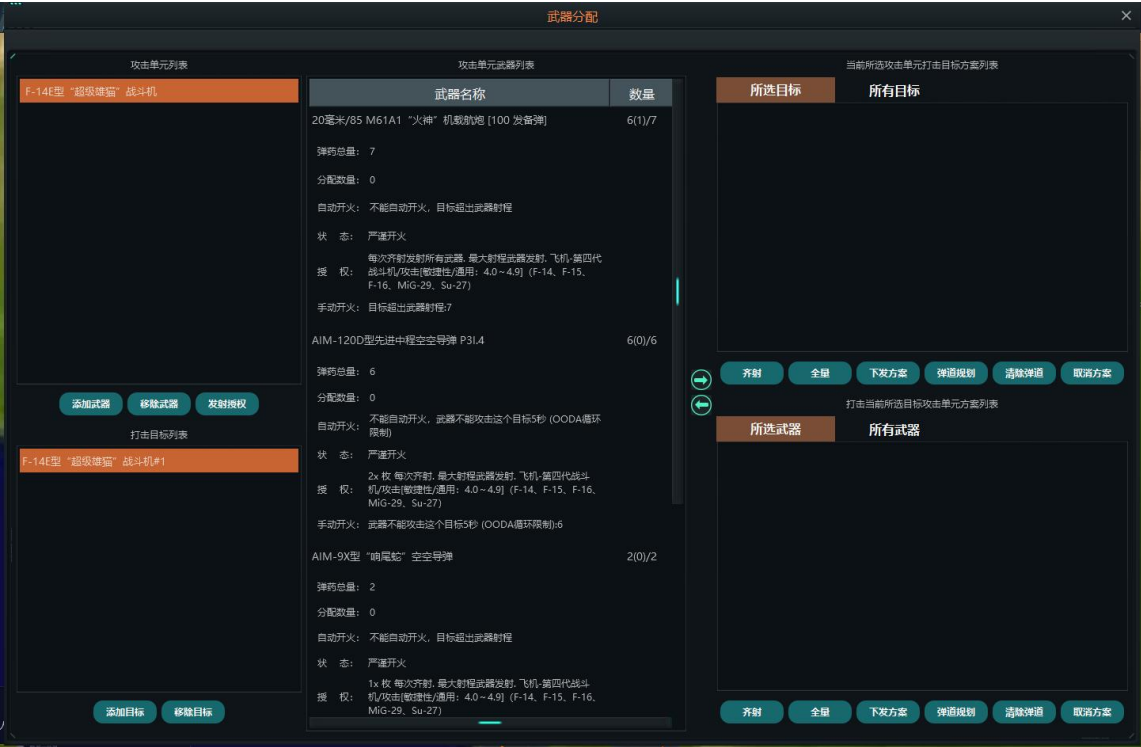 武器分配
攻击单元列表
F-14E型“超级雄猫”战斗机
添加武器 移除武器 发射授权
打击目标列表
F-14E型“超级雄猫”战斗机#1
添加目标 移除目标
攻击单元武器列表
武器名称 数量
20毫米/85 M61A1“火神”机载航炮 [100 发备弹] 6(1)/7
弹药总量: 7
分配数量: 0
自动开火: 不能自动开火, 目标超出武器射程
状 态: 严谨开火
每次齐射发射所有武器, 最大射程武器发射, 飞机-第四代
授 权: 战斗机/攻击[敏捷性/通用: 4.0~4.9] (F-14、F-15、
F-16、MiG-29、Su-27)
手动开火: 目标超出武器射程:7
AIM-120D型先进中程空空导弹 P3I.4 6(0)/6
弹药总量: 6
分配数量: 0
不能自动开火, 武器不能攻击这个目标5秒 (OODA循环
自动开火: 限制)
状 态: 严谨开火
2x 枚 每次齐射, 最大射程武器发射, 飞机-第四代战斗
授 权: 机/攻击[敏捷性/通用: 4.0~4.9] (F-14、F-15、F-16、
MiG-29、Su-27)
手动开火: 武器不能攻击这个目标5秒 (OODA循环限制):6
AIM-9X型“响尾蛇”空空导弹 2(0)/2
弹药总量: 2
分配数量: 0
自动开火: 不能自动开火, 目标超出武器射程
状 态: 严谨开火
1x 枚 每次齐射, 最大射程武器发射, 飞机-第四代战斗
授 权: 机/攻击[敏捷性/通用: 4.0~4.9] (F-14、F-15、F-16、
MiG-29、Su-27)
当前所选攻击单元打击目标方案列表
所选目标 所有目标
齐射 全量 下发方案 弹道规划 清除弹道 取消方案
打击当前所选目标攻击单元方案列表
所选武器 所有武器
齐射 全量 下发方案 弹道规划 清除弹道 取消方案